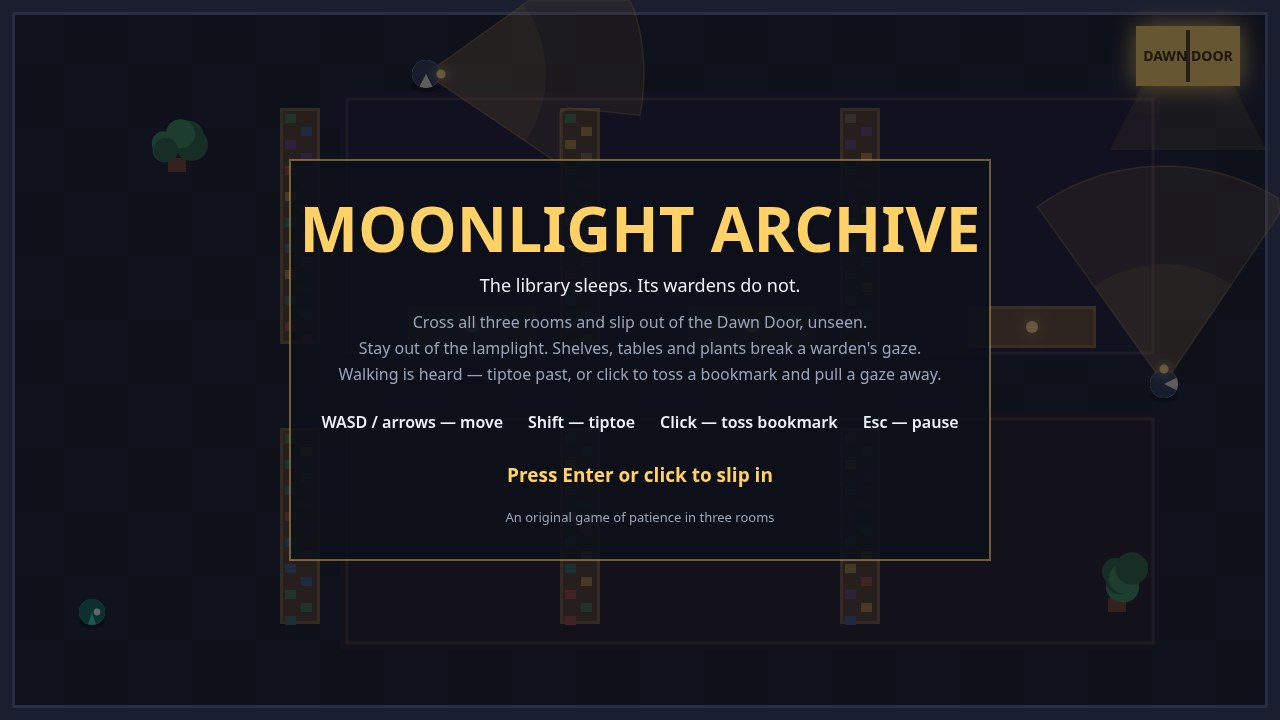 DAWN DOOR
MOONLIGHT ARCHIVE
The library sleeps. Its wardens do not.
Cross all three rooms and slip out of the Dawn Door, unseen.
Stay out of the lamplight. Shelves, tables and plants break a warden's gaze.
Walking is heard — tiptoe past, or click to toss a bookmark and pull a gaze away.
WASD / arrows — move Shift — tiptoe Click — toss bookmark Esc — pause
Press Enter or click to slip in
An original game of patience in three rooms